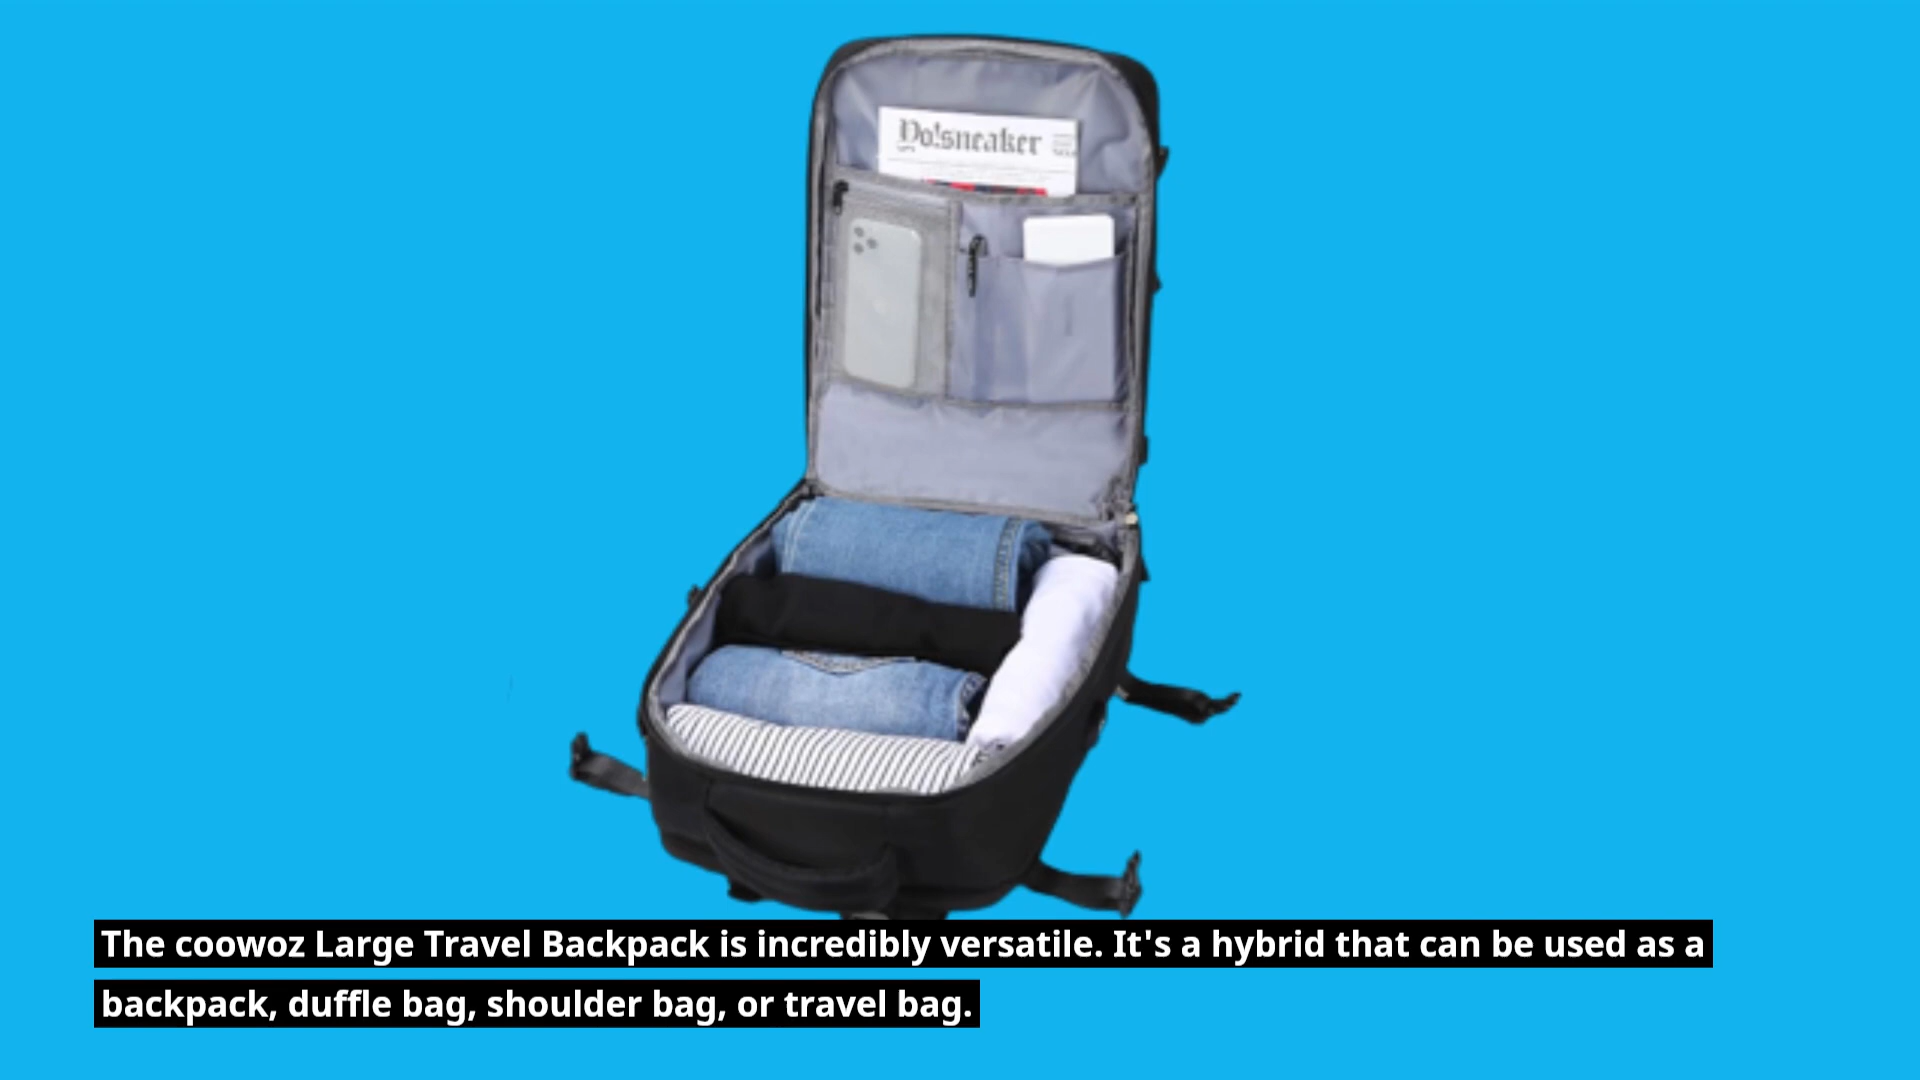 Yo!sneaker
The coowoz Large Travel Backpack is incredibly versatile. It's a hybrid that can be used as a
backpack, duffle bag, shoulder bag, or travel bag.